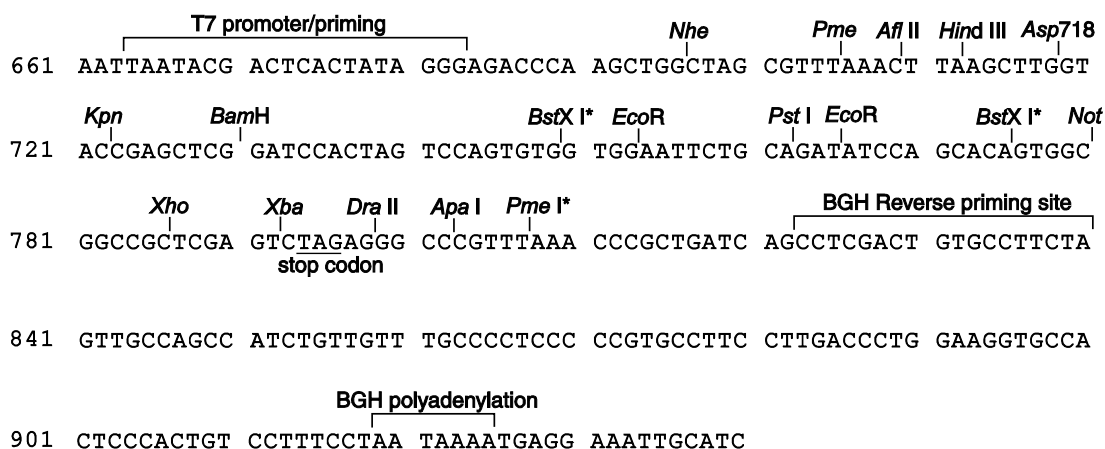 T7 promoter/priming
Nhe Pme Afl II Hind III Asp718
661 AATTAATACG ACTCACTATA GGGAGACCCA AGCTGGCTAG CGTTTAAACT TAAGCTTGGT
Kpn BamH BstX I* EcoR Pst I EcoR BstX I* Not
721 ACCGAGCTCG GATCCACTAG TCCAGTGTGG TGGAATTCTG CAGATATCCA GCACAGTGGC
Xho Xba Dra II Apa I Pme I* BGH Reverse priming site
781 GGCCGCTCGA GTCTAGAGGG CCCGTTTAAA CCCGCTGATC AGCCTCGACT GTGCCTTCTA
stop codon
841 GTTGCCAGCC ATCTGTTGTT TGCCCCTCCC CCGTGCCTTC CTTGACCCTG GAAGGTGCCA
BGH polyadenylation
901 CTCCCACTGT CCTTTCCTAA TAAAATGAGG AAATTGCATC